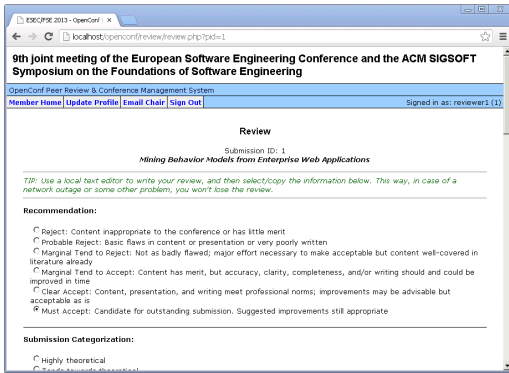 ESEC/FSE 2013 - OpenConf
localhost/openconf/review/review.php?pid=1
9th joint meeting of the European Software Engineering Conference and the ACM SIGSOFT
Symposium on the Foundations of Software Engineering
OpenConf Peer Review & Conference Management System
Member Home Update Profile Email Chair Sign Out Signed in as: reviewer1 (1)
Review
Submission ID: 1
Mining Behavior Models from Enterprise Web Applications
TIP: Use a local text editor to write your review, and then select/copy the information below. This way, in case of a
network outage or some other problem, you won't lose the review.
Recommendation:
Reject: Content inappropriate to the conference or has little merit
Probable Reject: Basic flaws in content or presentation or very poorly written
Marginal Tend to Reject: Not as badly flawed; major effort necessary to make acceptable but content well-covered in
literature already
Marginal Tend to Accept: Content has merit, but accuracy, clarity, completeness, and/or writing should and could be
improved in time
Clear Accept: Content, presentation, and writing meet professional norms; improvements may be advisable but
acceptable as is
Must Accept: Candidate for outstanding submission. Suggested improvements still appropriate
Submission Categorization:
Highly theoretical
Tends towards theoretical